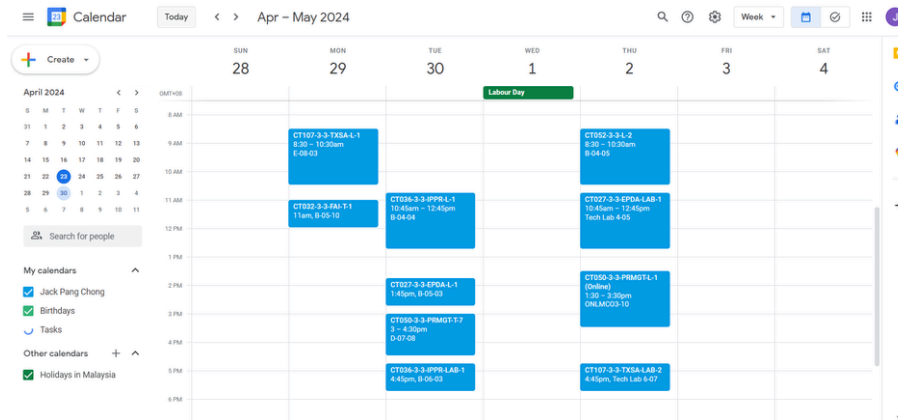 23 Calendar Today Apr – May 2024 Week J
Create
April 2024
S M T W T F S
31 1 2 3 4 5 6
7 8 9 10 11 12 13
14 15 16 17 18 19 20
21 22 23 24 25 26 27
28 29 30 1 2 3 4
5 6 7 8 9 10 11
Search for people
My calendars
Jack Pang Chong
Birthdays
Tasks
Other calendars
Holidays in Malaysia
SUN MON TUE WED THU FRI SAT
28 29 30 1 2 3 4
GMT+08
Labour Day
8 AM
9 AM
10 AM
11 AM
12 PM
1 PM
2 PM
3 PM
4 PM
5 PM
6 PM
CT107-3-3-TXSA-L-1
8:30 – 10:30am
E-08-03
CT032-3-3-FAI-T-1
11am, B-05-10
CT036-3-3-IPPR-L-1
10:45am – 12:45pm
B-04-04
CT027-3-3-EPDA-L-1
1:45pm, B-05-03
CT050-3-3-PRMGT-T-7
3 – 4:30pm
D-07-08
CT036-3-3-IPPR-LAB-1
4:45pm, B-06-03
CT052-3-3-L-2
8:30 – 10:30am
B-04-05
CT027-3-3-EPDA-LAB-1
10:45am – 12:45pm
Tech Lab 4-05
CT050-3-3-PRMGT-L-1
(Online)
1:30 – 3:30pm
ONLMCO3-10
CT107-3-3-TXSA-LAB-2
4:45pm, Tech Lab 6-07